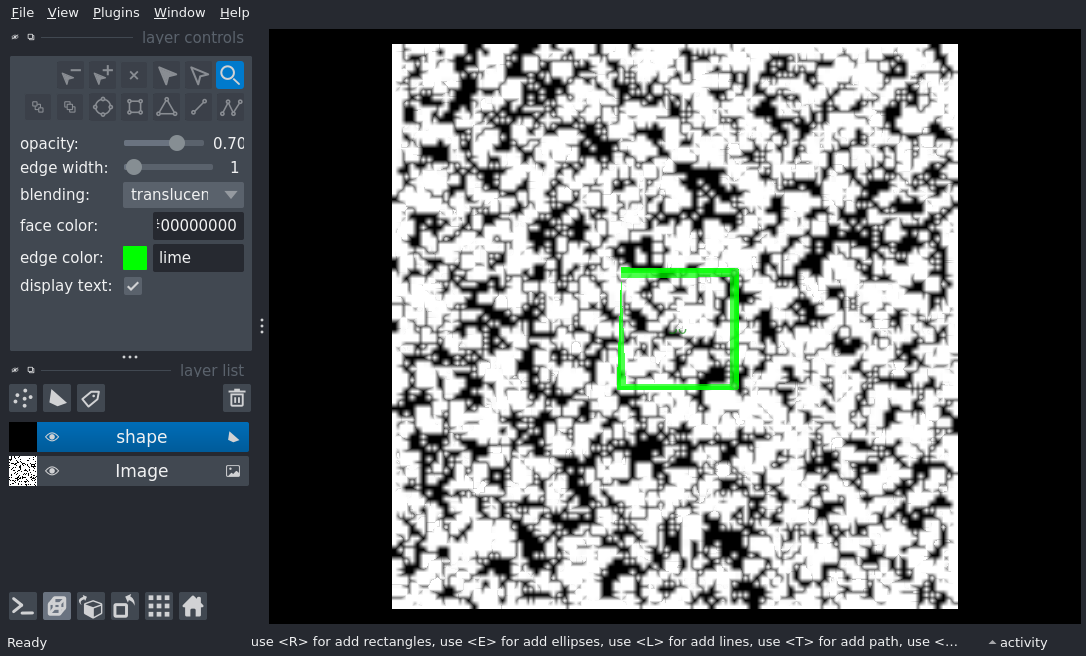 File View Plugins Window Help
layer controls
opacity: 0.70
edge width: 1
blending: translucen
face color: 00000000
edge color: lime
display text:
layer list
shape
Image
Ready use <R> for add rectangles, use <E> for add ellipses, use <L> for add lines, use <T> for add path, use <... activity